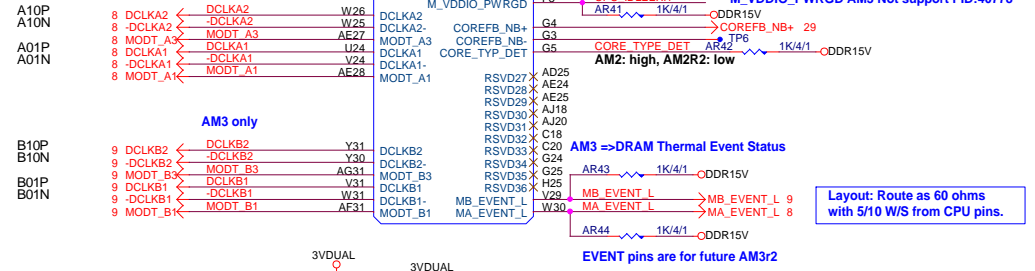 A10P
A10N
A01P
A01N
8 DCLKA2 DCLKA2 W26 DCLKA2
8 -DCLKA2 -DCLKA2 W25 DCLKA2-
8 MODT_A3 MODT_A3 AE27 MODT_A3
8 DCLKA1 DCLKA1 U24 DCLKA1
8 -DCLKA1 -DCLKA1 V24 DCLKA1-
8 MODT_A1 MODT_A1 AE28 MODT_A1
AM3 only
B10P
B10N
B01P
B01N
9 DCLKB2 DCLKB2 Y31 DCLKB2
9 -DCLKB2 -DCLKB2 Y30 DCLKB2-
9 MODT_B3 MODT_B3 AG31 MODT_B3
9 DCLKB1 DCLKB1 V31 DCLKB1
9 -DCLKB1 -DCLKB1 W31 DCLKB1-
9 MODT_B1 MODT_B1 AF31 MODT_B1
M_VDDIO_PWRGD
AR41 1K/4/1 DDR15V
COREFB_NB+ G4 COREFB_NB+ 29
COREFB_NB- G3 TP6
CORE_TYP_DET G5 CORE_TYPE_DET AR42 1K/4/1 DDR15V
AM2: high, AM2R2: low
RSVD27 AD25
RSVD28 AE24
RSVD29 AE25
RSVD30 AJ18
RSVD31 AJ20
RSVD32 C18
RSVD33 C20
RSVD34 G24
RSVD35 G25
RSVD36 H25
AM3 =>DRAM Thermal Event Status
AR43 1K/4/1 DDR15V
MB_EVENT_L V29 MB_EVENT_L MB_EVENT_L 9
MA_EVENT_L W30 MA_EVENT_L MA_EVENT_L 8
AR44 1K/4/1 DDR15V
EVENT pins are for future AM3r2
Layout: Route as 60 ohms
with 5/10 W/S from CPU pins.
3VDUAL
3VDUAL